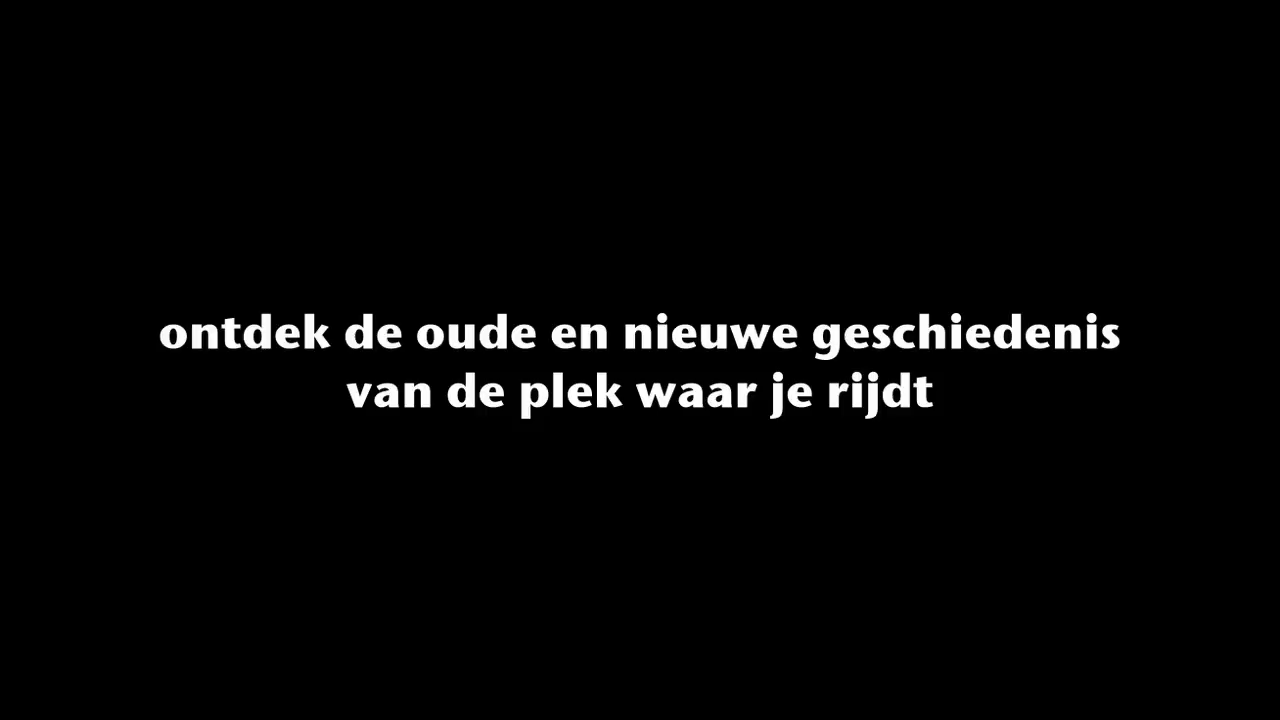 ontdek de oude en nieuwe geschiedenis
van de plek waar je rijdt